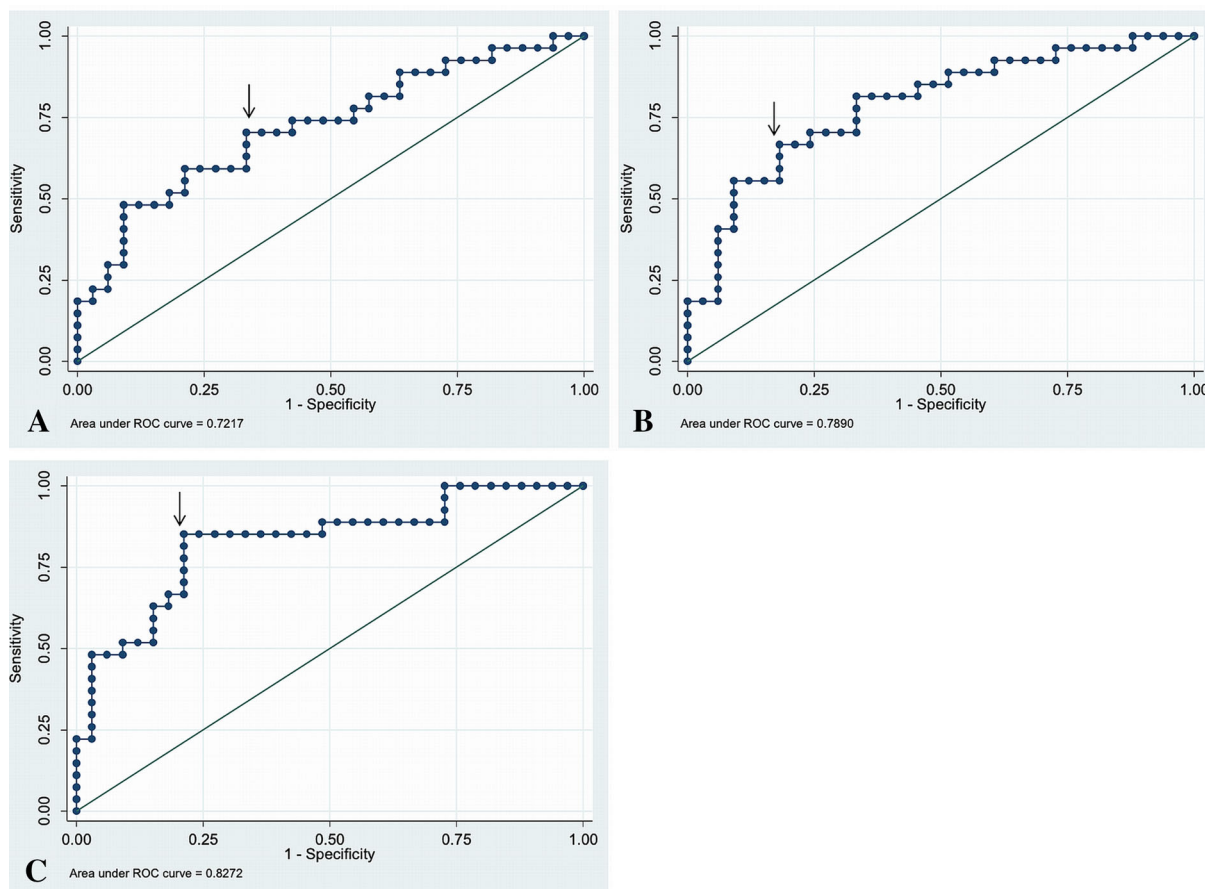 1.00
0.75
0.50
0.25
0.00
Sensitivity
0.00 0.25 0.50 0.75 1.00
1 - Specificity
A Area under ROC curve = 0.7217
1.00
0.75
0.50
0.25
0.00
Sensitivity
0.00 0.25 0.50 0.75 1.00
1 - Specificity
B Area under ROC curve = 0.7890
1.00
0.75
0.50
0.25
0.00
Sensitivity
0.00 0.25 0.50 0.75 1.00
1 - Specificity
C Area under ROC curve = 0.8272